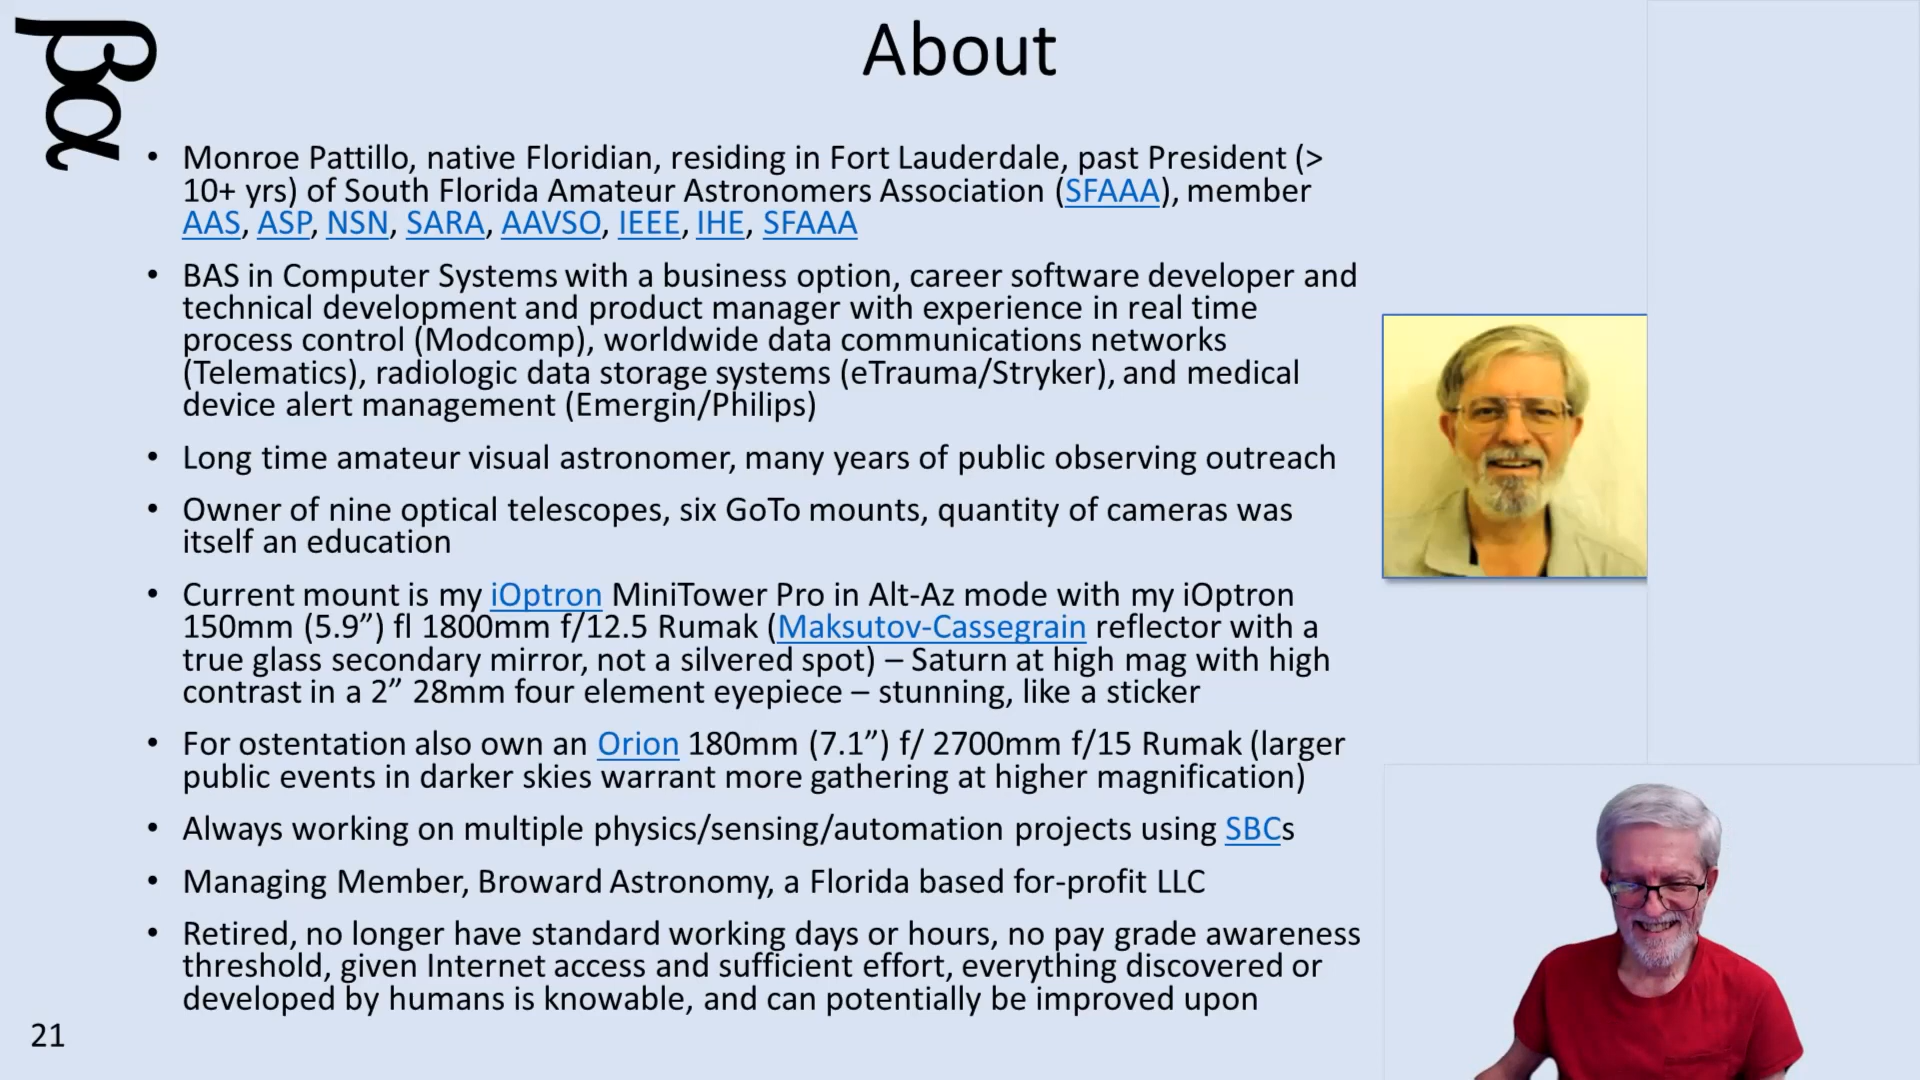 βα
About
• Monroe Pattillo, native Floridian, residing in Fort Lauderdale, past President (>
10+ yrs) of South Florida Amateur Astronomers Association (SFAAA), member
AAS, ASP, NSN, SARA, AAVSO, IEEE, IHE, SFAAA
• BAS in Computer Systems with a business option, career software developer and
technical development and product manager with experience in real time
process control (Modcomp), worldwide data communications networks
(Telematics), radiologic data storage systems (eTrauma/Stryker), and medical
device alert management (Emergin/Philips)
• Long time amateur visual astronomer, many years of public observing outreach
• Owner of nine optical telescopes, six GoTo mounts, quantity of cameras was
itself an education
• Current mount is my iOptron MiniTower Pro in Alt-Az mode with my iOptron
150mm (5.9”) fl 1800mm f/12.5 Rumak (Maksutov-Cassegrain reflector with a
true glass secondary mirror, not a silvered spot) – Saturn at high mag with high
contrast in a 2” 28mm four element eyepiece – stunning, like a sticker
• For ostentation also own an Orion 180mm (7.1”) f/ 2700mm f/15 Rumak (larger
public events in darker skies warrant more gathering at higher magnification)
• Always working on multiple physics/sensing/automation projects using SBCs
• Managing Member, Broward Astronomy, a Florida based for-profit LLC
• Retired, no longer have standard working days or hours, no pay grade awareness
threshold, given Internet access and sufficient effort, everything discovered or
developed by humans is knowable, and can potentially be improved upon
21